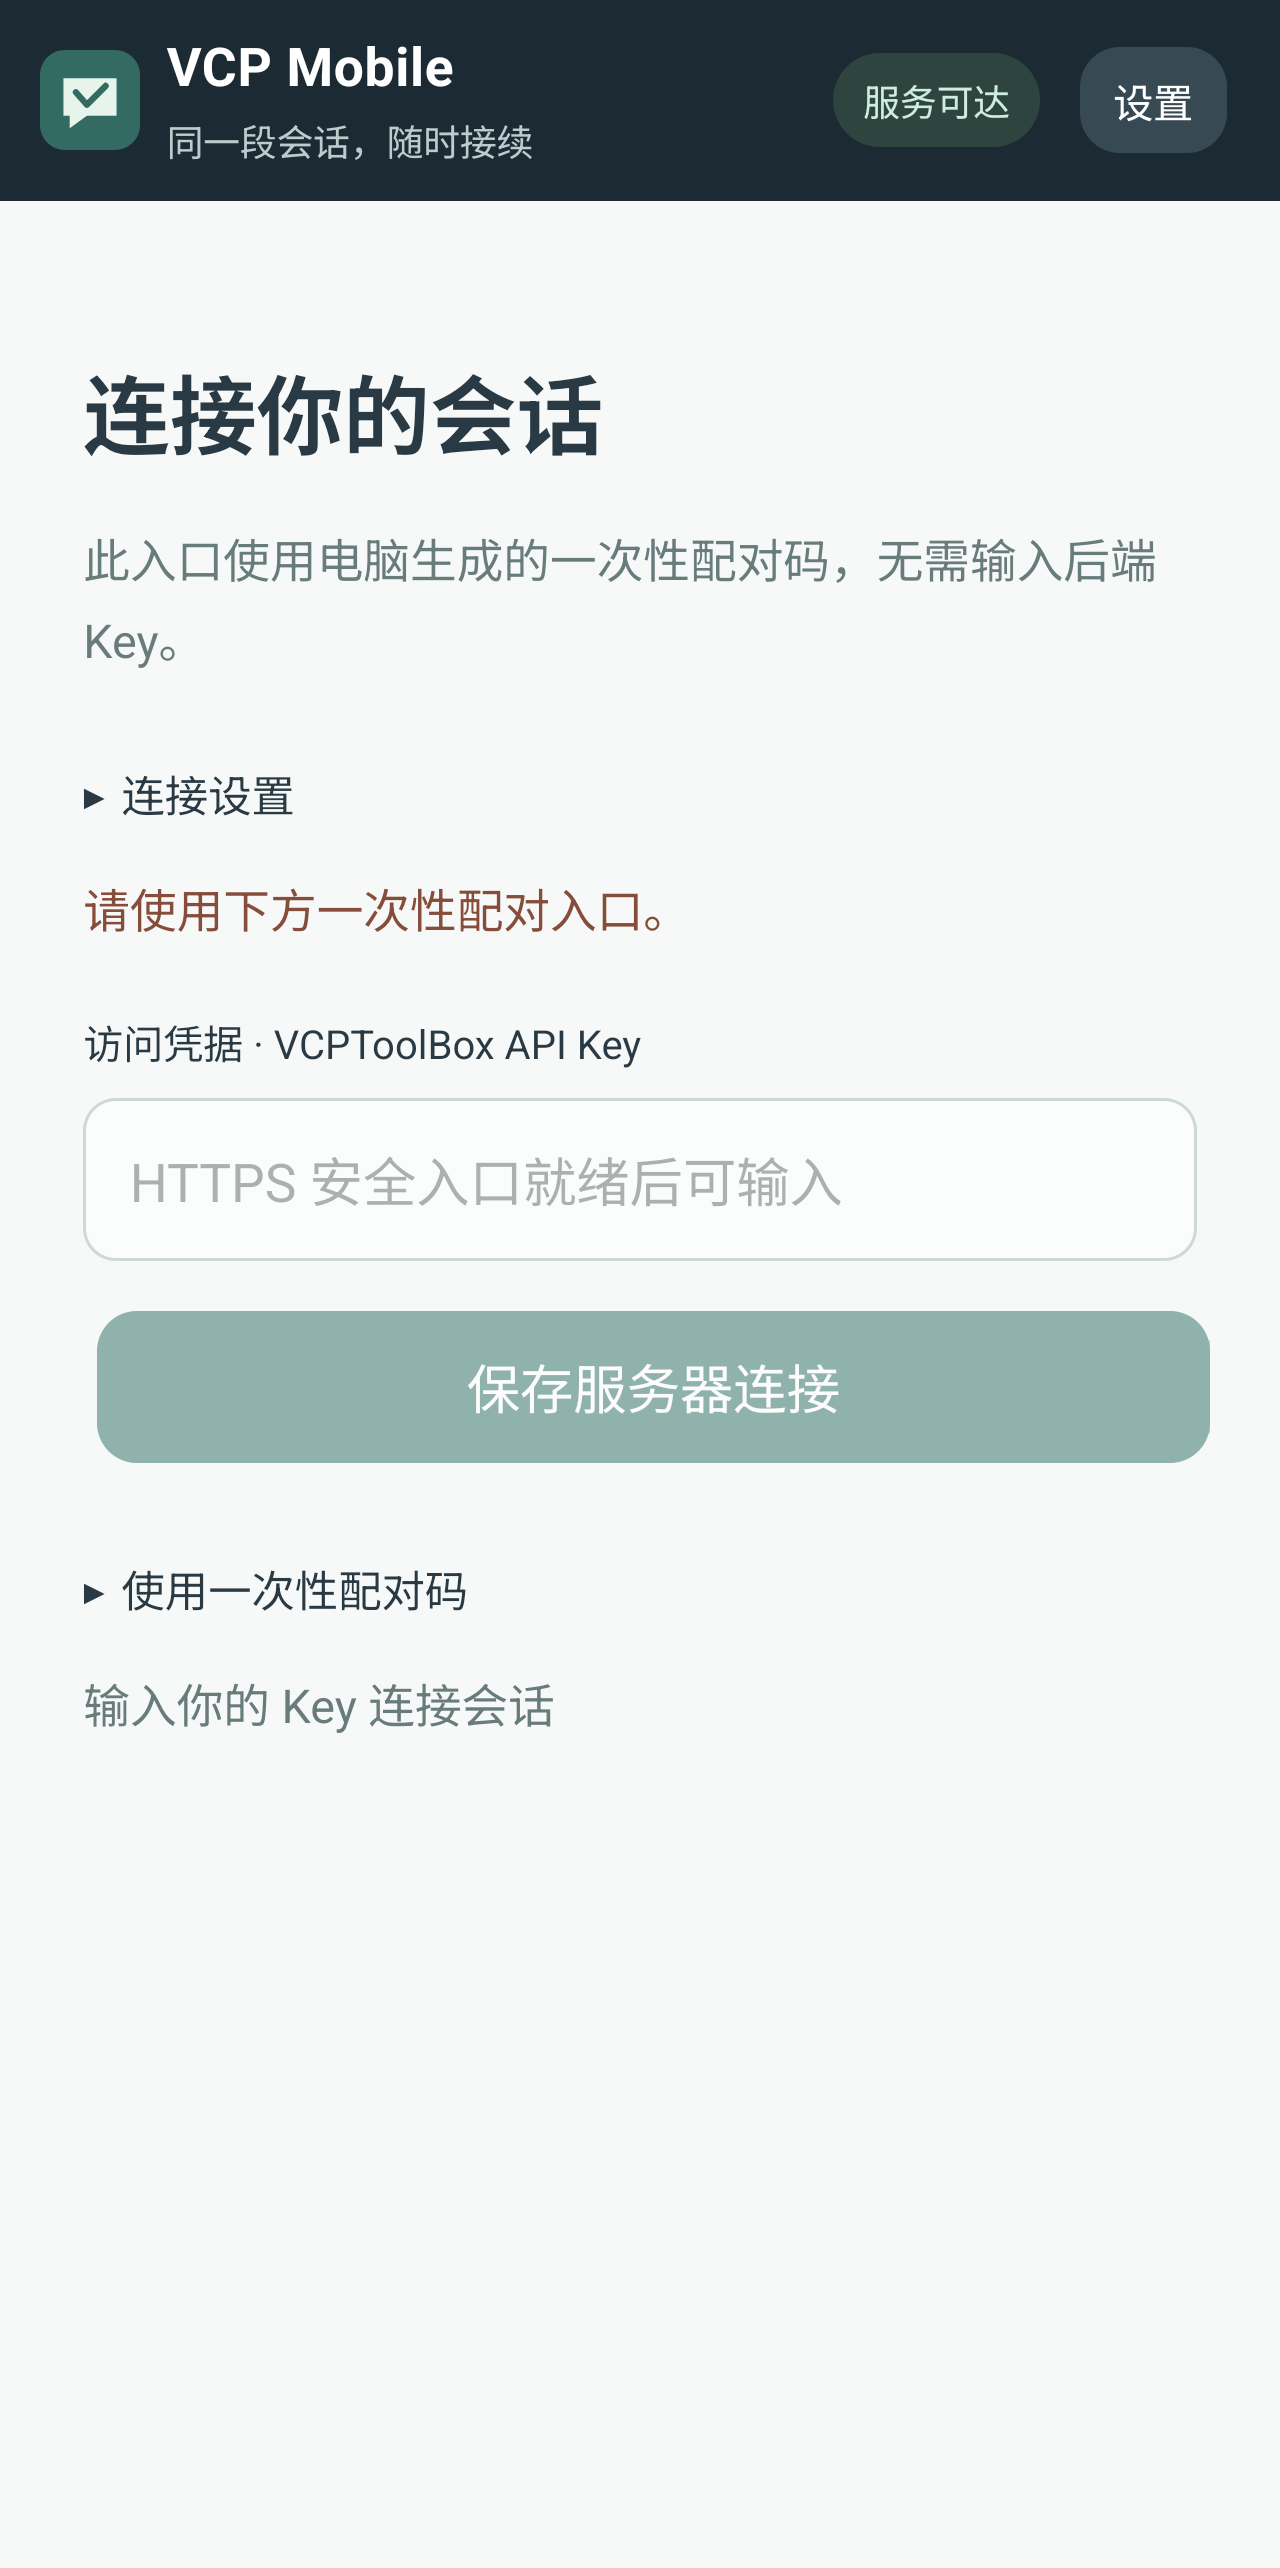 VCP Mobile
同一段会话，随时接续
服务可达
设置
连接你的会话
此入口使用电脑生成的一次性配对码，无需输入后端
Key。
连接设置
请使用下方一次性配对入口。
访问凭据 · VCPToolBox API Key
HTTPS 安全入口就绪后可输入
保存服务器连接
使用一次性配对码
输入你的 Key 连接会话